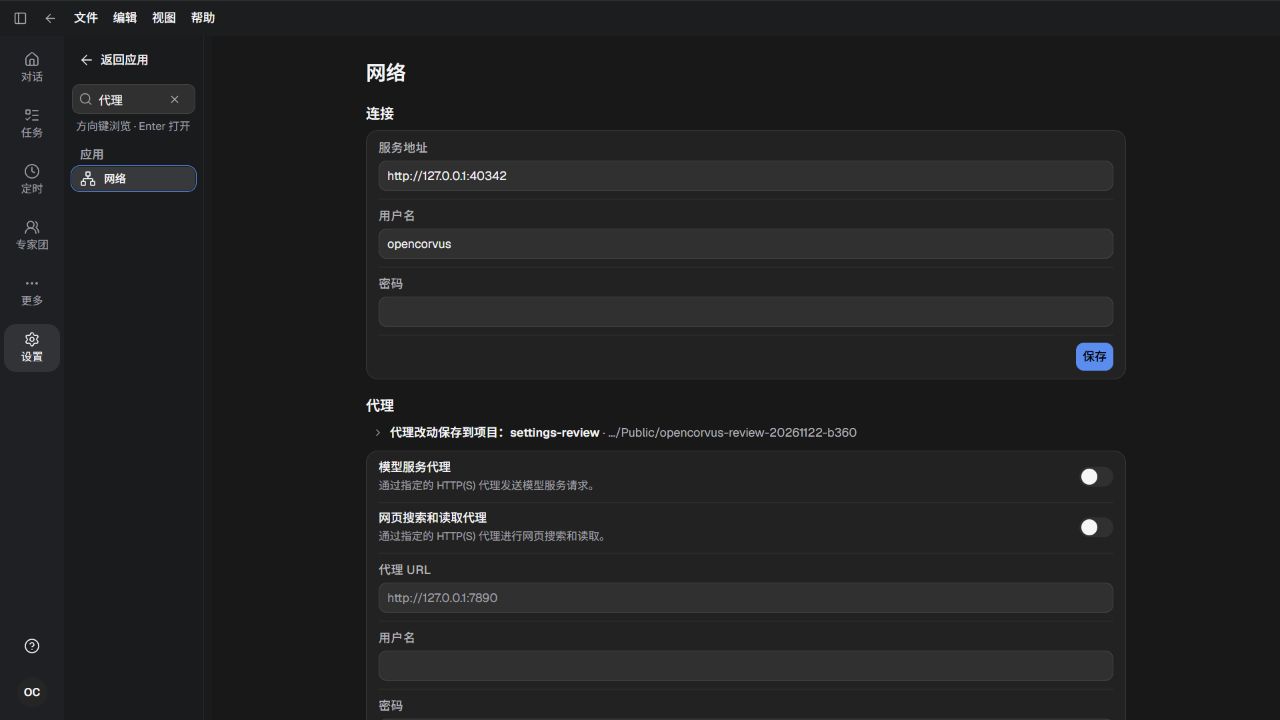 文件 编辑 视图 帮助
对话
任务
定时
专家团
更多
设置
OC
返回应用
代理
方向键浏览 · Enter 打开
应用
网络
网络
连接
服务地址
http://127.0.0.1:40342
用户名
opencorvus
密码
保存
代理
代理改动保存到项目：settings-review · .../Public/opencorvus-review-20261122-b360
模型服务代理
通过指定的 HTTP(S) 代理发送模型服务请求。
网页搜索和读取代理
通过指定的 HTTP(S) 代理进行网页搜索和读取。
代理 URL
http://127.0.0.1:7890
用户名
密码